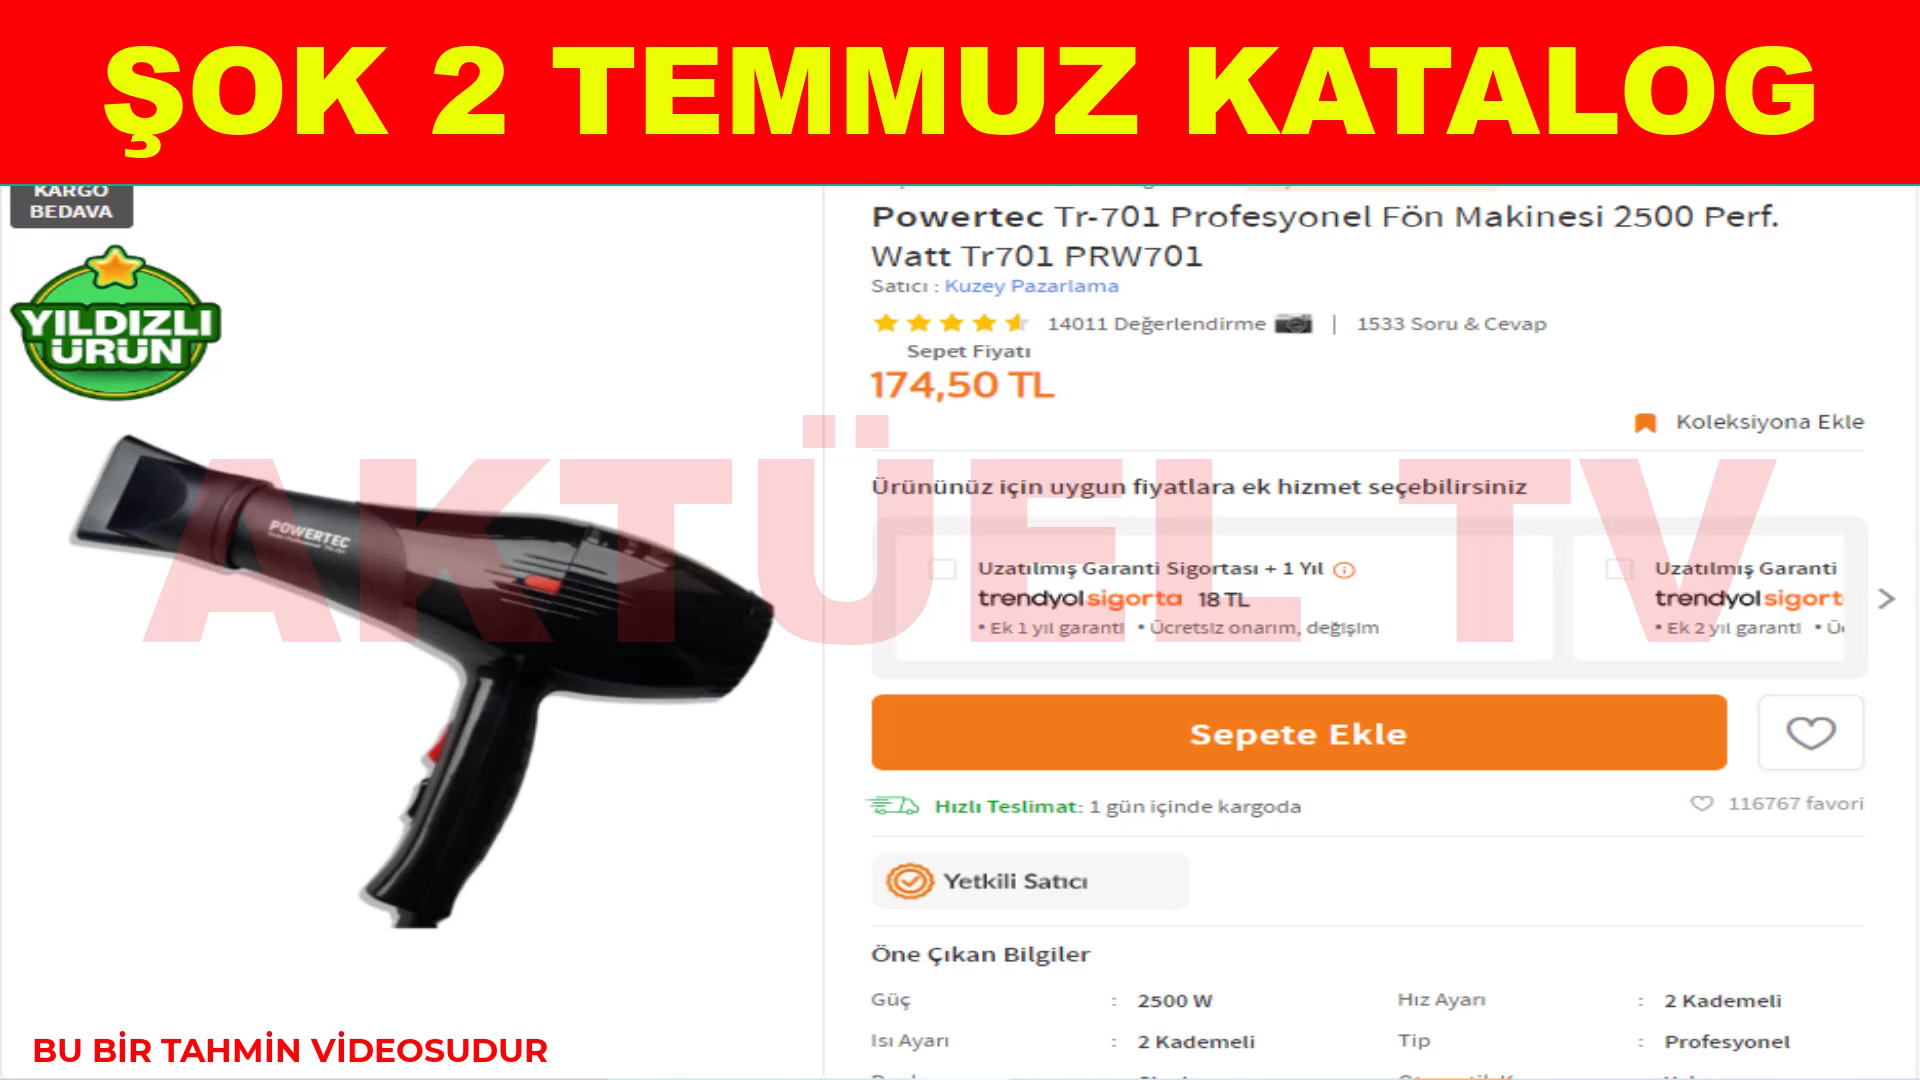 ŞOK 2 TEMMUZ KATALOG
KARGO
BEDAVA
YILDIZLI
ÜRÜN
POWERTEC
Powertec Tr-701 Profesyonel Fön Makinesi 2500 Perf.
Watt Tr701 PRW701
Satıcı : Kuzey Pazarlama
14011 Değerlendirme | 1533 Soru & Cevap
Sepet Fiyatı
174,50 TL
Koleksiyona Ekle
AKTÜEL TV
Ürününüz için uygun fiyatlara ek hizmet seçebilirsiniz
Uzatılmış Garanti Sigortası + 1 Yıl
trendyol sigorta 18 TL
• Ek 1 yıl garanti • Ücretsiz onarım, değişim
Uzatılmış Garanti
trendyol sigort
• Ek 2 yıl garanti
Sepete Ekle
Hızlı Teslimat: 1 gün içinde kargoda
116767 favori
Yetkili Satıcı
Öne Çıkan Bilgiler
Güç : 2500 W
Hız Ayarı : 2 Kademeli
Isı Ayarı : 2 Kademeli
Tip : Profesyonel
BU BİR TAHMİN VİDEOSUDUR